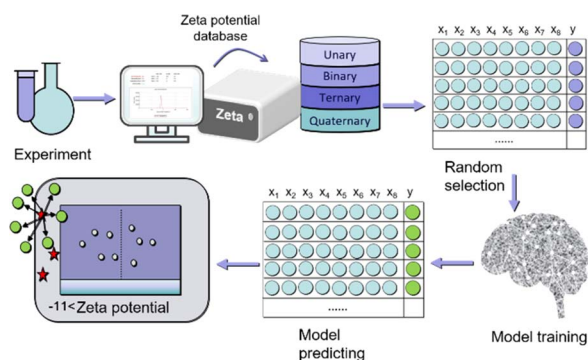 Zeta potential
database
Unary
Binary
Ternary
Quaternary
Zeta
Experiment
x₁ x₂ x₃ x₄ x₅ x₆ x₇ x₈ y
......
Random
selection
Model training
x₁ x₂ x₃ x₄ x₅ x₆ x₇ x₈ y
......
Model
predicting
-11<Zeta potential